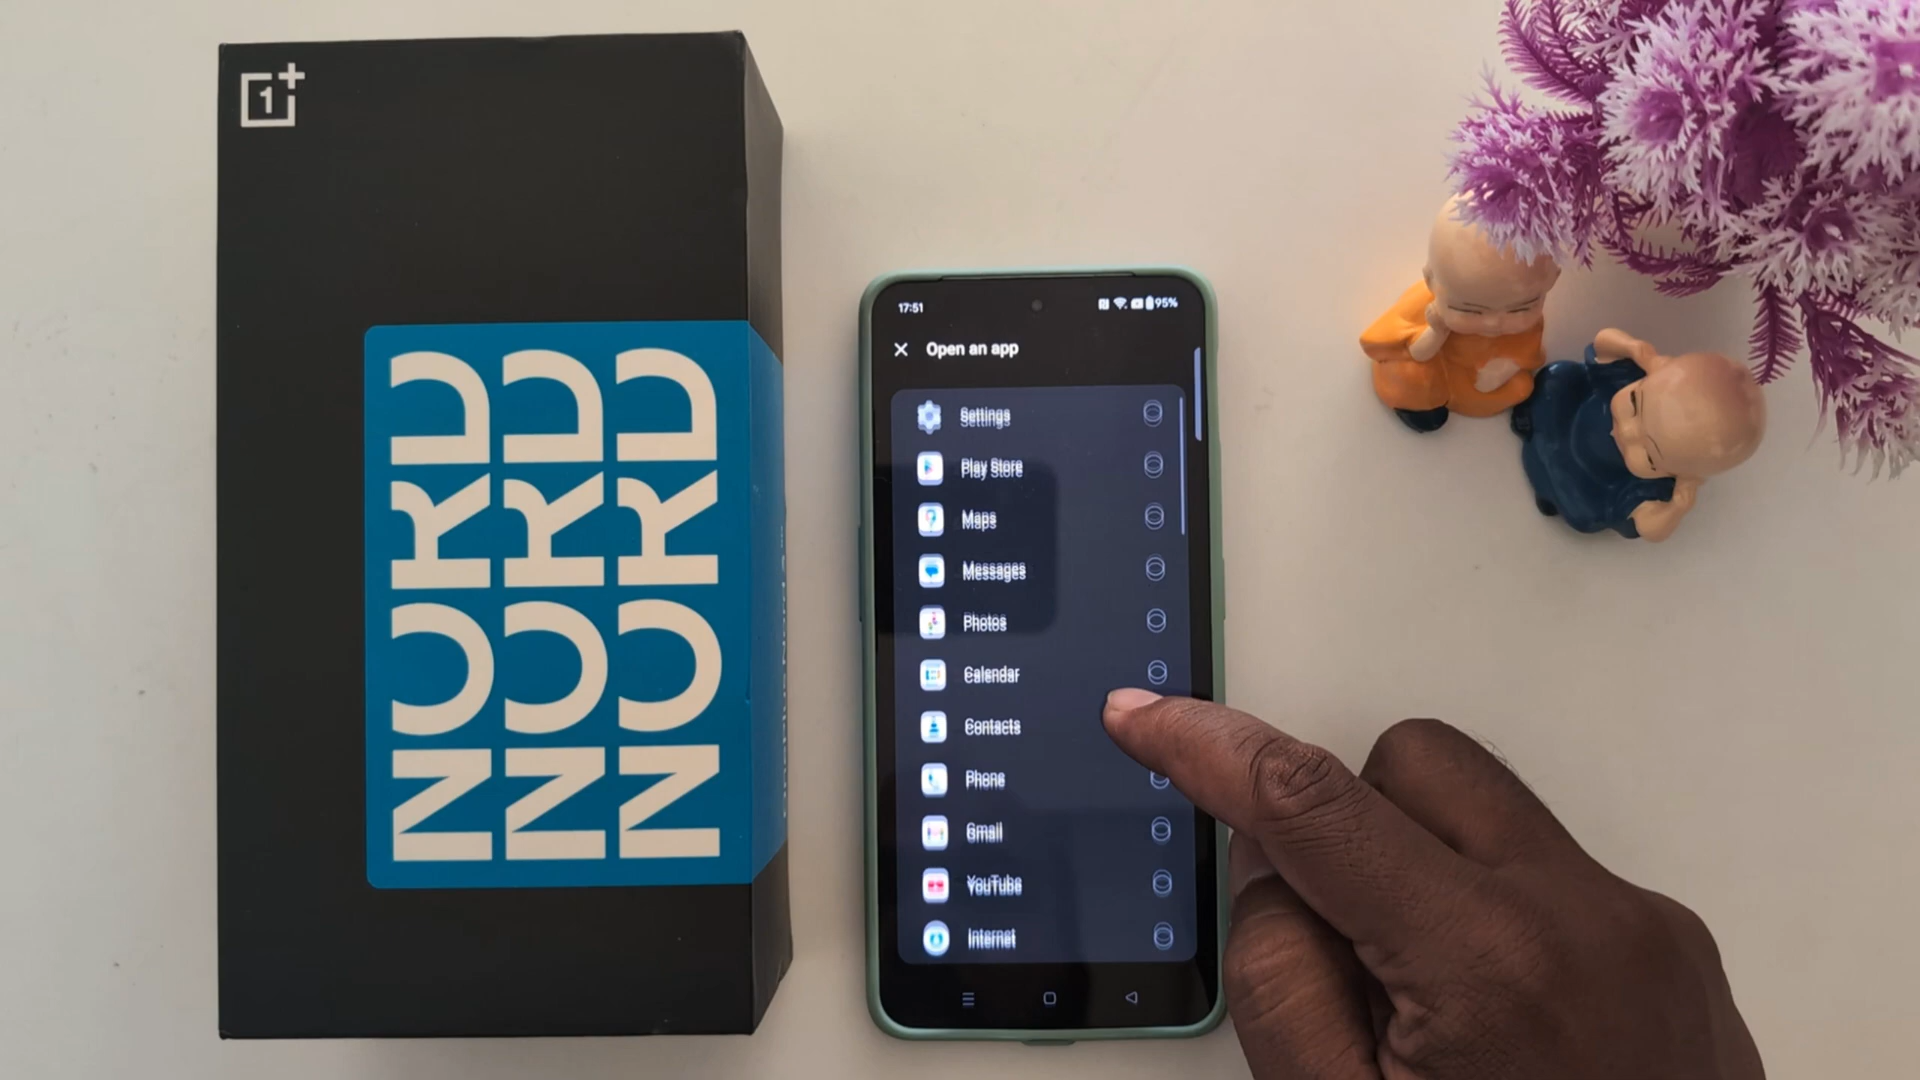 1+
NORD
NORD
NORD
17:51
95%
Open an app
Settings
Play Store
Maps
Messages
Photos
Calendar
Contacts
Phone
Gmail
YouTube
Internet